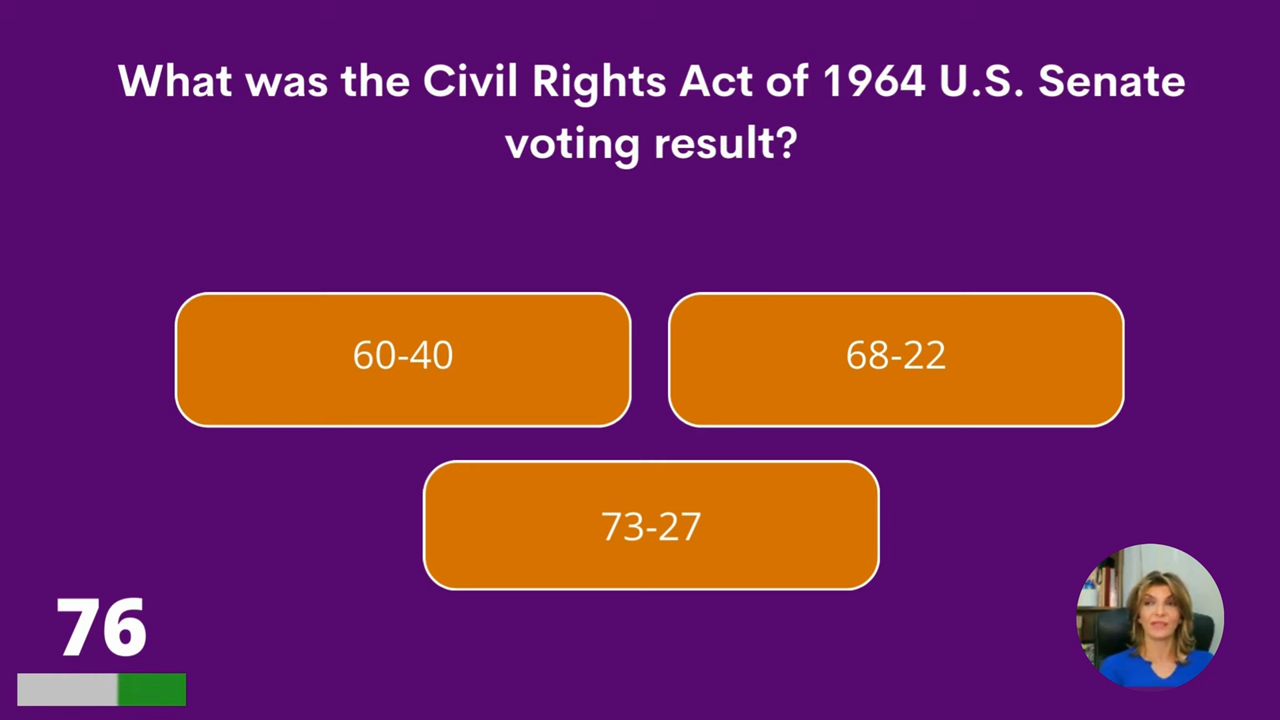 What was the Civil Rights Act of 1964 U.S. Senate
voting result?
60-40
68-22
73-27
76